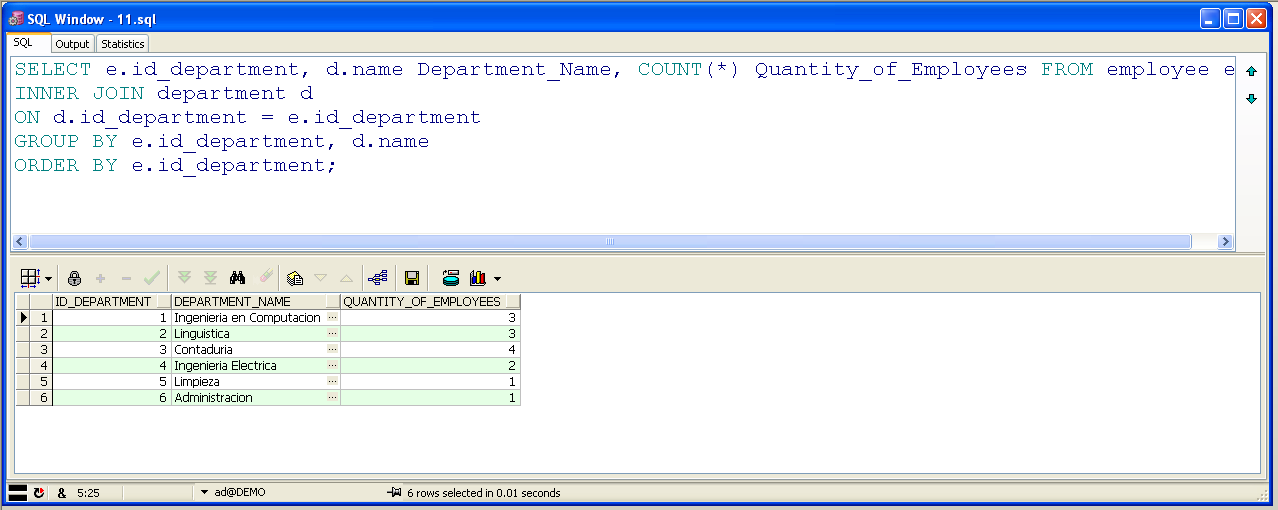 SQL Window - 11.sql
SQL Output Statistics
SELECT e.id_department, d.name Department_Name, COUNT(*) Quantity_of_Employees FROM employee e
INNER JOIN department d
ON d.id_department = e.id_department
GROUP BY e.id_department, d.name
ORDER BY e.id_department;
ID_DEPARTMENT DEPARTMENT_NAME QUANTITY_OF_EMPLOYEES
1 1 Ingenieria en Computacion ... 3
2 2 Linguistica ... 3
3 3 Contaduria ... 4
4 4 Ingenieria Electrica ... 2
5 5 Limpieza ... 1
6 6 Administracion ... 1
& 5:25 ad@DEMO 6 rows selected in 0.01 seconds